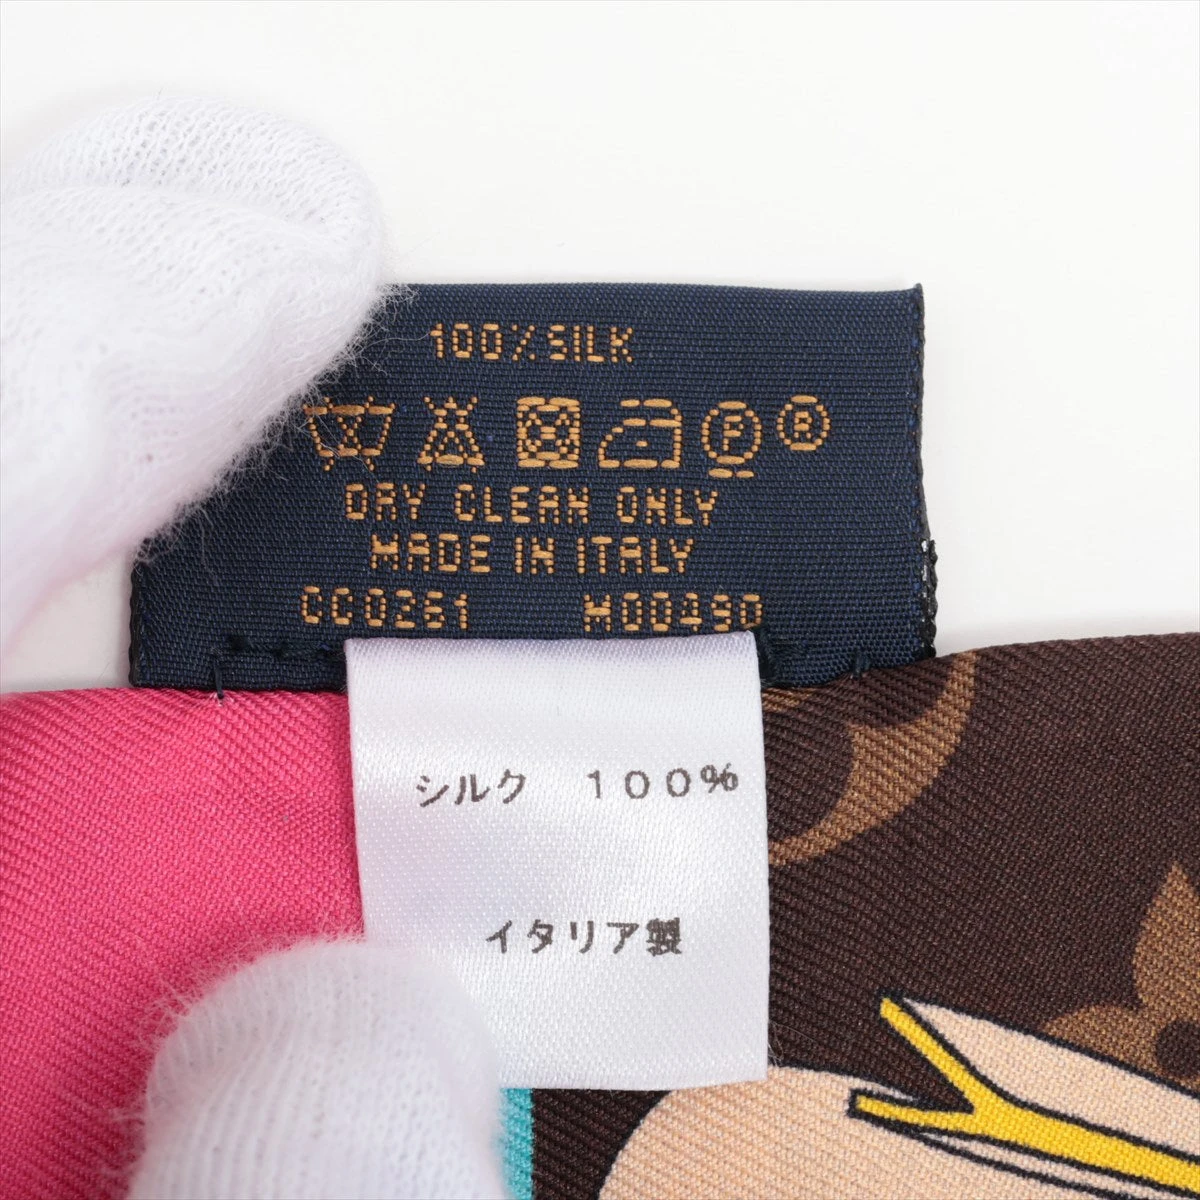 100% SILK
P R
DRY CLEAN ONLY
MADE IN ITALY
CC0261 M00490
シルク 100%
イタリア製